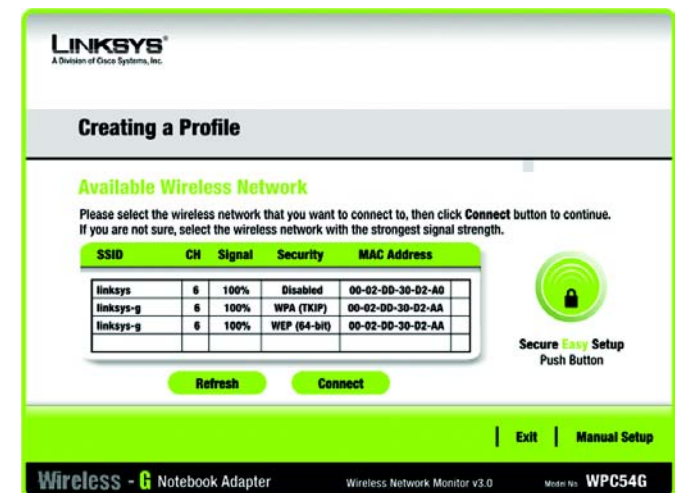 LINKSYS®
A Division of Cisco Systems, Inc.
Creating a Profile
Available Wireless Network
Please select the wireless network that you want to connect to, then click Connect button to continue.
If you are not sure, select the wireless network with the strongest signal strength.
SSID CH Signal Security MAC Address
linksys 6 100% Disabled 00-02-DD-30-D2-A0
linksys-g 6 100% WPA (TKIP) 00-02-DD-30-D2-AA
linksys-g 6 100% WEP (64-bit) 00-02-DD-30-D2-AA
Secure Easy Setup
Push Button
Refresh Connect
Exit Manual Setup
Wireless - G Notebook Adapter Wireless Network Monitor v3.0 Model No. WPC54G